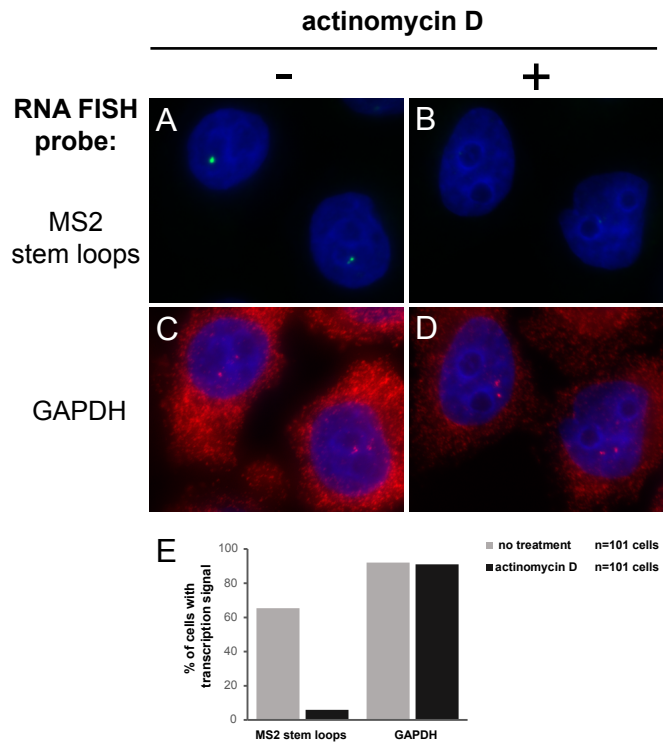 actinomycin D
- +
RNA FISH
probe:
A B
MS2
stem loops
C D
GAPDH
E
100
80
60
40
20
0
% of cells with
transcription signal
MS2 stem loops GAPDH
no treatment n=101 cells
actinomycin D n=101 cells